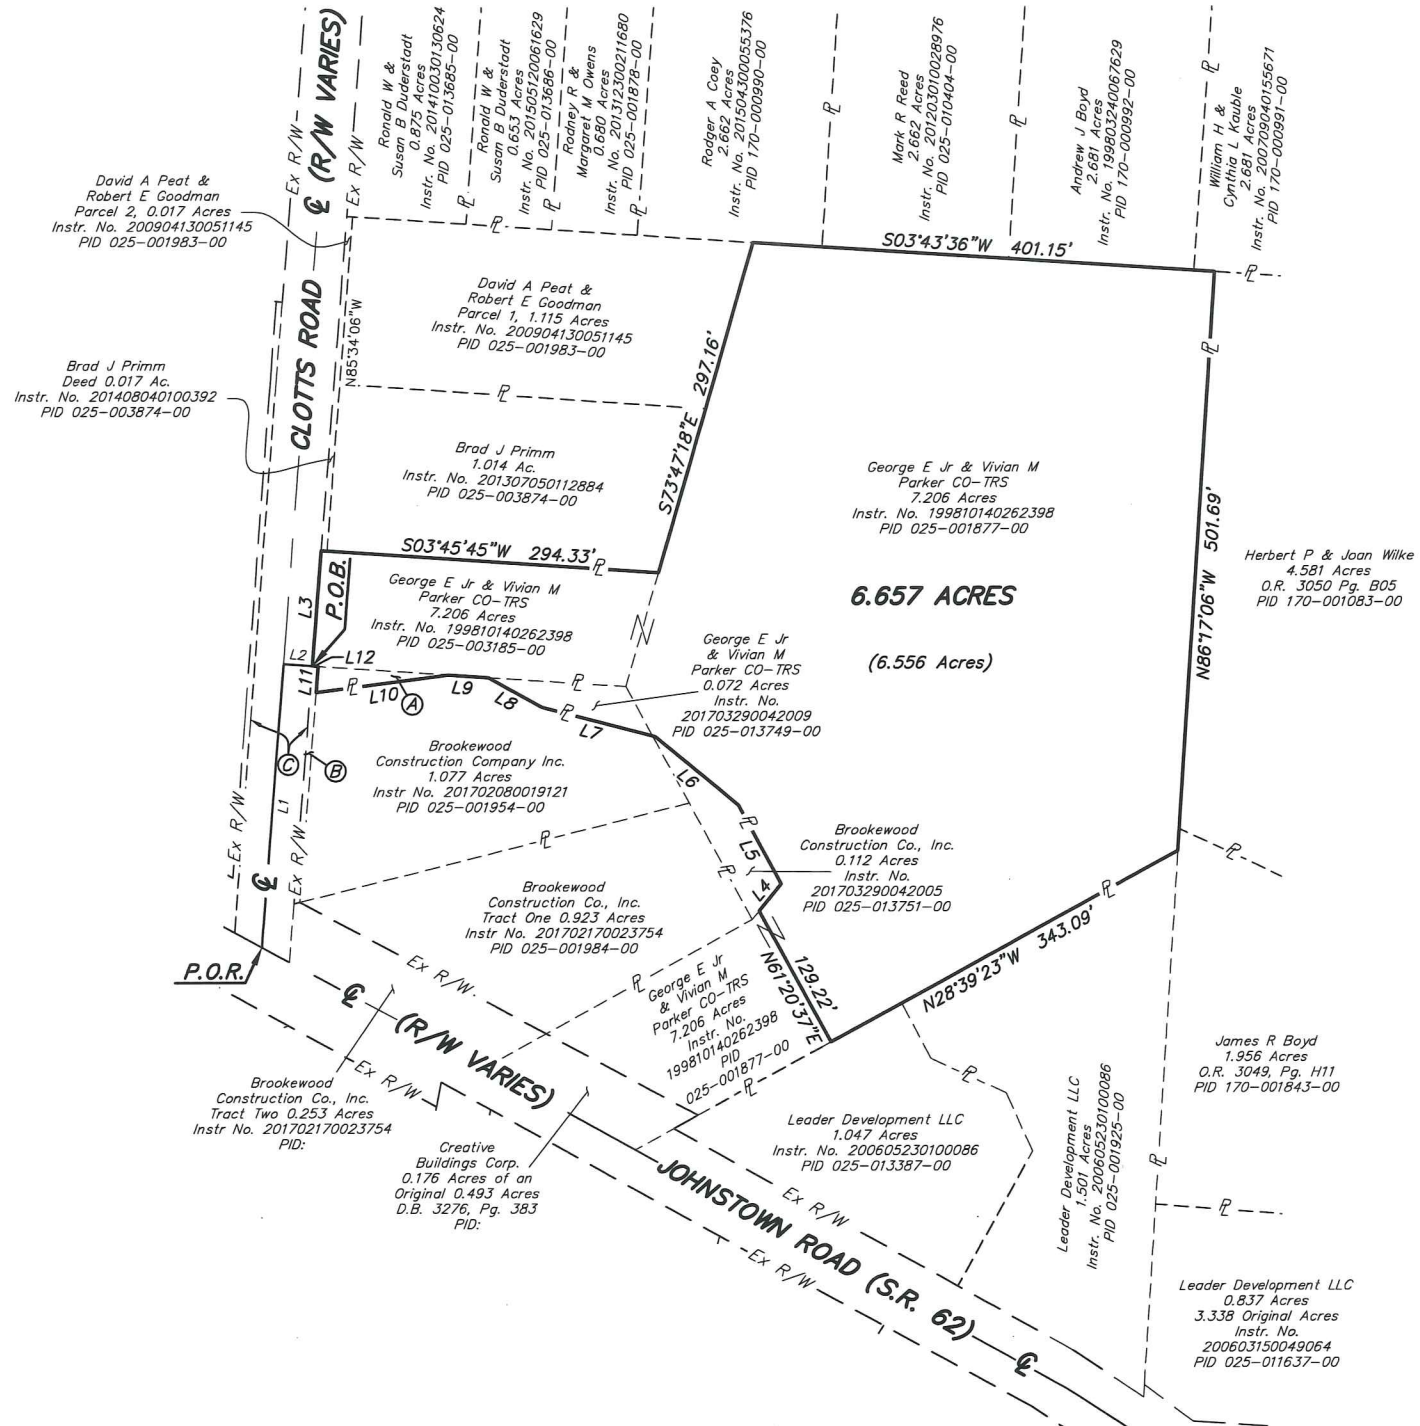 Ex R/W
CLOTTS ROAD ℄ (R/W VARIES)
Ex R/W
Ronald W &
Susan B Duderstadt
0.875 Acres
Instr. No. 201410030130624
PID 025-013685-00
Ronald W &
Susan B Duderstadt
0.653 Acres
Instr. No. 201505120061629
PID 025-013686-00
Rodney R &
Margaret M Owens
0.680 Acres
Instr. No. 201312300211680
PID 025-001878-00
Rodger A Coey
2.662 Acres
Instr. No. 201504300055376
PID 170-000990-00
Mark R Reed
2.662 Acres
Instr. No. 201203010028976
PID 025-010404-00
Andrew J Boyd
2.681 Acres
Instr. No. 199803240067629
PID 170-000992-00
William H &
Cynthia L Kauble
2.681 Acres
Instr. No. 200709040155671
PID 170-000991-00
David A Peat &
Robert E Goodman
Parcel 2, 0.017 Acres
Instr. No. 200904130051145
PID 025-001983-00
S03°43'36"W 401.15'
David A Peat &
Robert E Goodman
Parcel 1, 1.115 Acres
Instr. No. 200904130051145
PID 025-001983-00
N85°34'06"W
Brad J Primm
Deed 0.017 Ac.
Instr. No. 201408040100392
PID 025-003874-00
S73°47'18"E 297.16'
Brad J Primm
1.014 Ac.
Instr. No. 201307050112884
PID 025-003874-00
George E Jr & Vivian M
Parker CO-TRS
7.206 Acres
Instr. No. 199810140262398
PID 025-001877-00
6.657 ACRES
(6.556 Acres)
N86°17'06"W 501.69'
Herbert P & Joan Wilke
4.581 Acres
O.R. 3050 Pg. B05
PID 170-001083-00
S03°45'45"W 294.33'
P.O.B.
L3
George E Jr & Vivian M
Parker CO-TRS
7.206 Acres
Instr. No. 199810140262398
PID 025-003185-00
L2
L12
L11
L10
A
L9
L8
L7
George E Jr
& Vivian M
Parker CO-TRS
0.072 Acres
Instr. No.
201703290042009
PID 025-013749-00
C
B
L1
Brookewood
Construction Company Inc.
1.077 Acres
Instr No. 201702080019121
PID 025-001954-00
L6
L5
L4
Brookewood
Construction Co., Inc.
0.112 Acres
Instr. No.
201703290042005
PID 025-013751-00
Ex R/W
Ex R/W
℄
Brookewood
Construction Co., Inc.
Tract One 0.923 Acres
Instr No. 201702170023754
PID 025-001984-00
P.O.R.
Ex R/W
N61°20'37"E
129.22'
N28°39'23"W 343.09'
George E Jr
& Vivian M
Parker CO-TRS
7.206 Acres
Instr. No.
199810140262398
PID
025-001877-00
℄ (R/W VARIES)
Ex R/W
Brookewood
Construction Co., Inc.
Tract Two 0.253 Acres
Instr No. 201702170023754
PID:
Creative
Buildings Corp.
0.176 Acres of an
Original 0.493 Acres
D.B. 3276, Pg. 383
PID:
Leader Development LLC
1.047 Acres
Instr. No. 200605230100086
PID 025-013387-00
Leader Development LLC
1.501 Acres
Instr. No. 200605230100086
PID 025-001925-00
James R Boyd
1.956 Acres
O.R. 3049, Pg. H11
PID 170-001843-00
Ex R/W
JOHNSTOWN ROAD (S.R. 62) ℄
Ex R/W
Leader Development LLC
0.837 Acres
3.338 Original Acres
Instr. No.
200603150049064
PID 025-011637-00